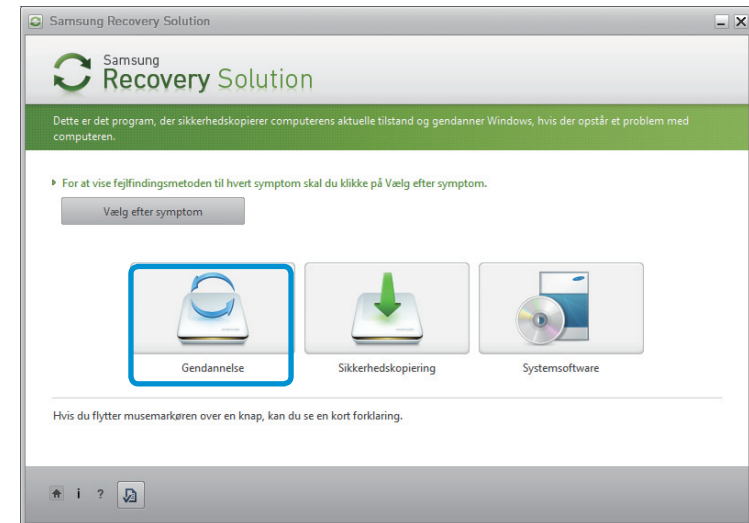 Samsung Recovery Solution
Samsung
Recovery Solution
Dette er det program, der sikkerhedskopierer computerens aktuelle tilstand og gendanner Windows, hvis der opstår et problem med
computeren.
For at vise fejlfindingsmetoden til hvert symptom skal du klikke på Vælg efter symptom.
Vælg efter symptom
Gendannelse
Sikkerhedskopiering
Systemsoftware
Hvis du flytter musemarkøren over en knap, kan du se en kort forklaring.
i ?